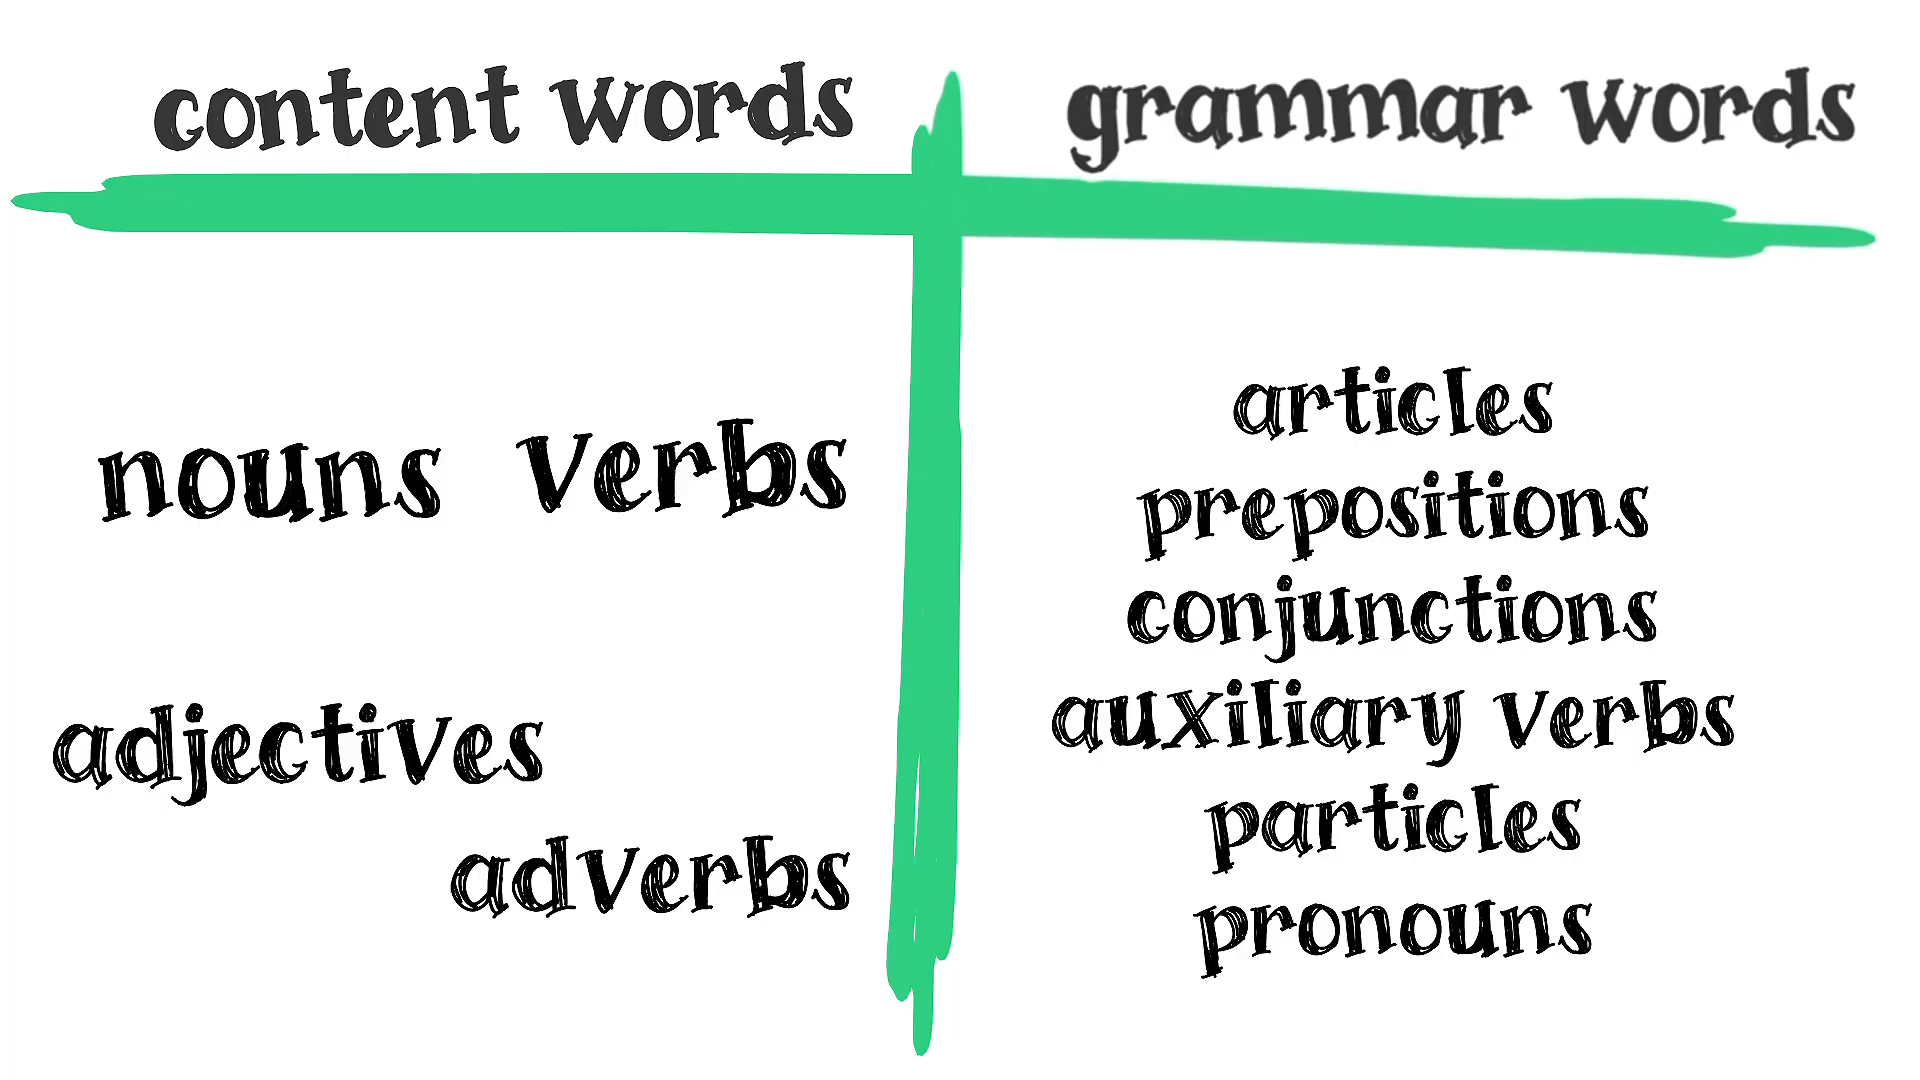 content words
grammar words
nouns verbs
adjectives
adverbs
articles
prepositions
conjunctions
auxiliary verbs
particles
pronouns